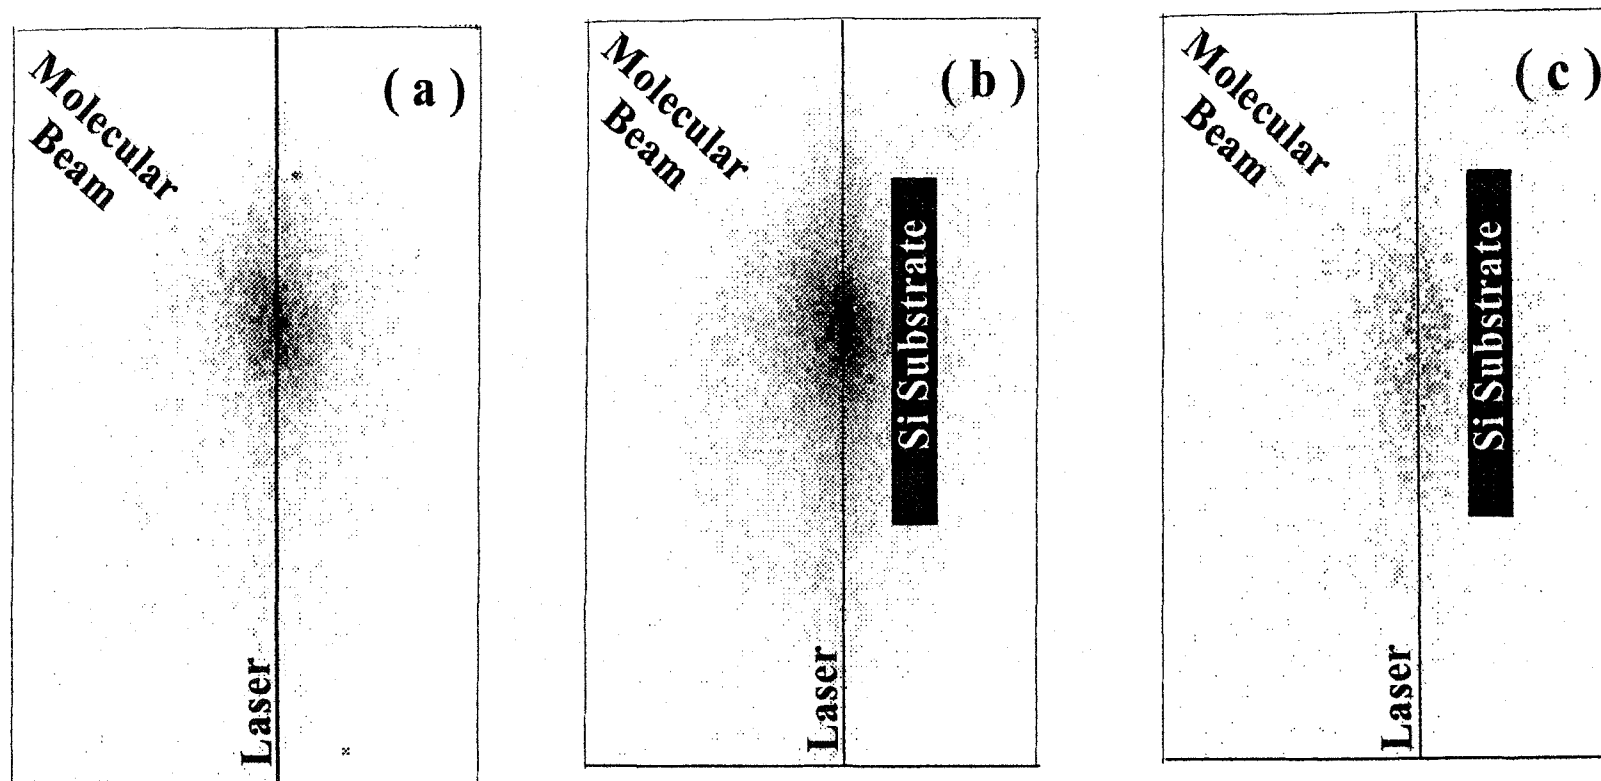 Molecular
Beam
( a )
Laser
Molecular
Beam
( b )
Si Substrate
Laser
Molecular
Beam
( c )
Si Substrate
Laser